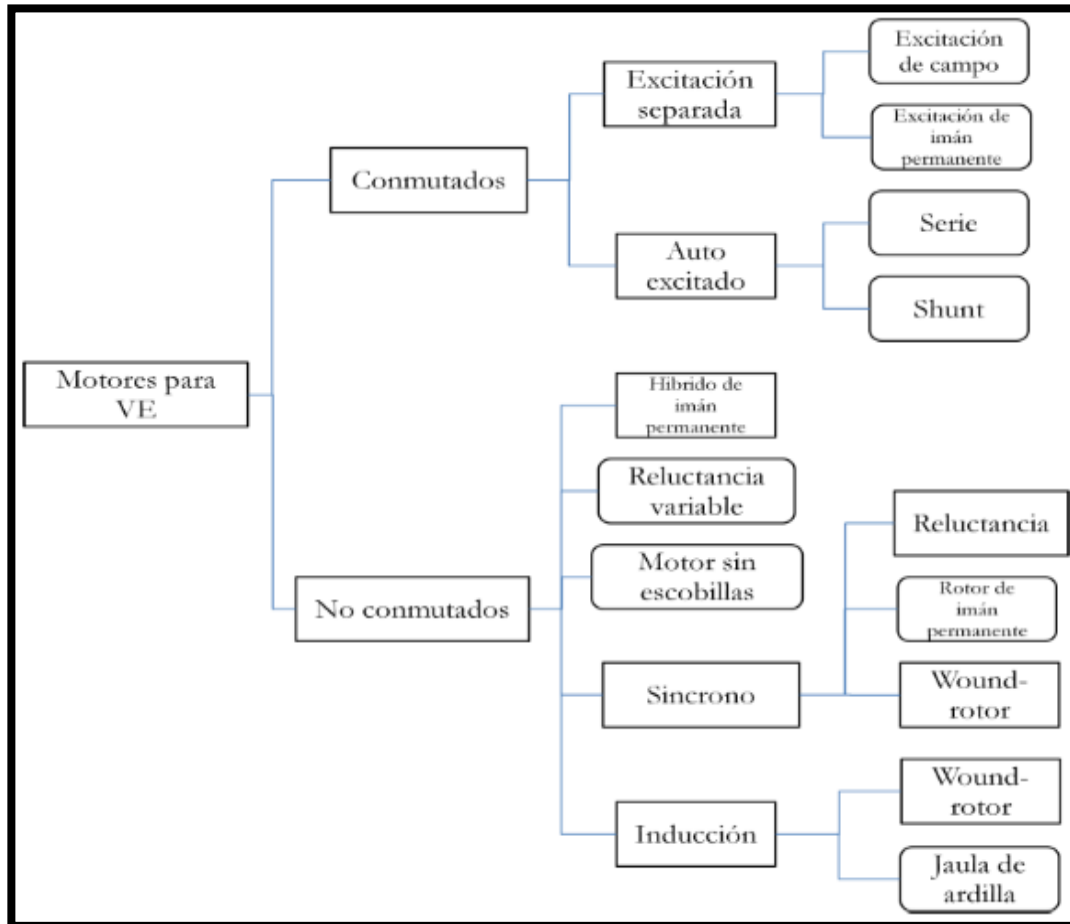 Motores para
VE
Conmutados
Excitación
separada
Excitación
de campo
Excitación de
imán
permanente
Auto
excitado
Serie
Shunt
No conmutados
Hibrido de
imán
permanente
Reluctancia
variable
Motor sin
escobillas
Sincrono
Reluctancia
Rotor de
imán
permanente
Wound-
rotor
Inducción
Wound-
rotor
Jaula de
ardilla